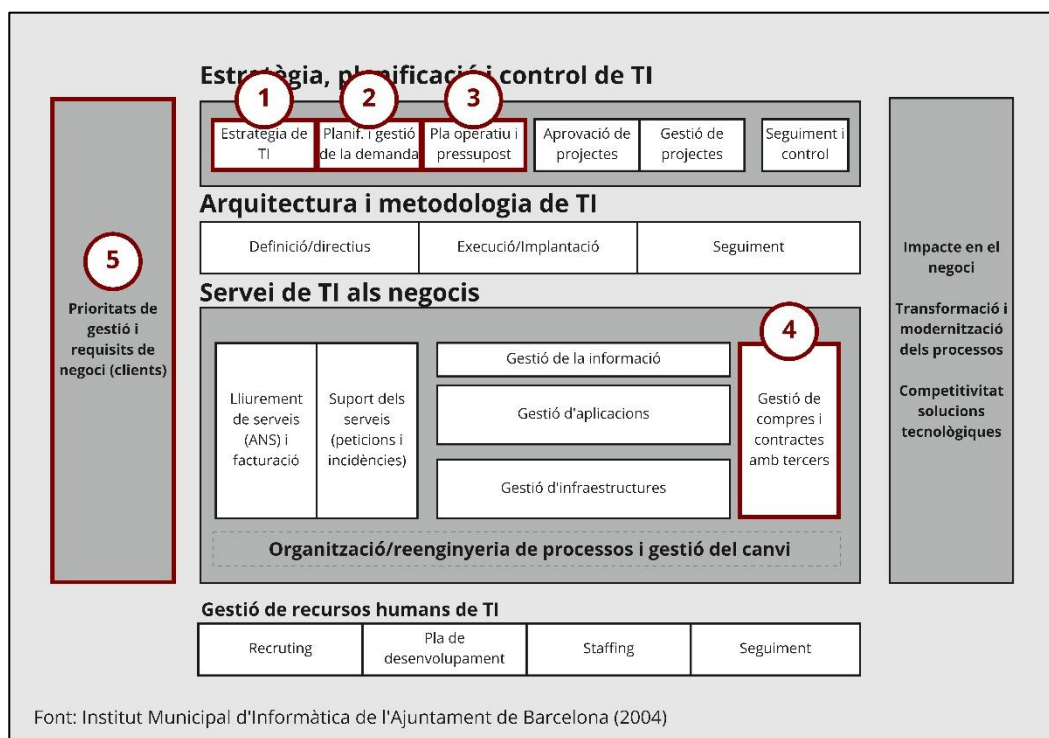 Estratègia, planificació i control de TI
1
2
3
Estratègia de
TI
Planif. i gestió
de la demanda
Pla operatiu i
pressupost
Aprovació de
projectes
Gestió de
projectes
Seguiment i
control
Arquitectura i metodologia de TI
Definició/directius
Execució/Implantació
Seguiment
5
Prioritats de
gestió i
requisits de
negoci (clients)
Servei de TI als negocis
4
Lliurement
de serveis
(ANS) i
facturació
Suport dels
serveis
(peticions i
incidències)
Gestió de la informació
Gestió d'aplicacions
Gestió d'infraestructures
Gestió de
compres i
contractes
amb tercers
Organització/reenginyeria de processos i gestió del canvi
Impacte en el
negoci
Transformació i
modernització
dels processos
Competitivitat
solucions
tecnològiques
Gestió de recursos humans de TI
Recruting
Pla de
desenvolupament
Staffing
Seguiment
Font: Institut Municipal d'Informàtica de l'Ajuntament de Barcelona (2004)